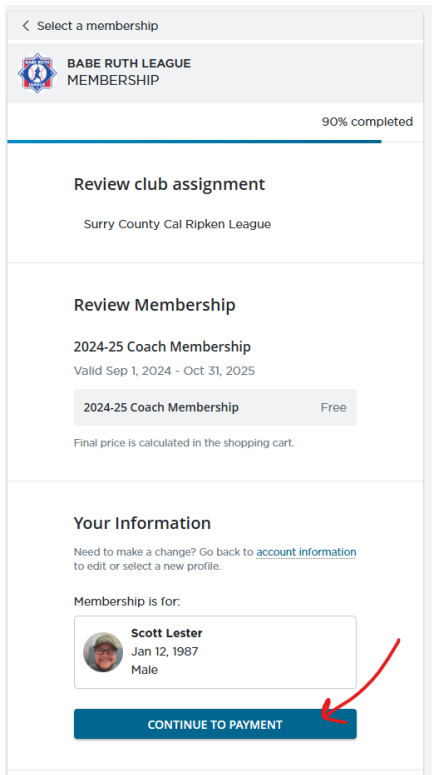 Select a membership
BABE RUTH LEAGUE
BABE RUTH LEAGUE
MEMBERSHIP
90% completed
Review club assignment
Surry County Cal Ripken League
Review Membership
2024-25 Coach Membership
Valid Sep 1, 2024 - Oct 31, 2025
2024-25 Coach Membership Free
Final price is calculated in the shopping cart.
Your Information
Need to make a change? Go back to account information
to edit or select a new profile.
Membership is for:
Scott Lester
Jan 12, 1987
Male
CONTINUE TO PAYMENT